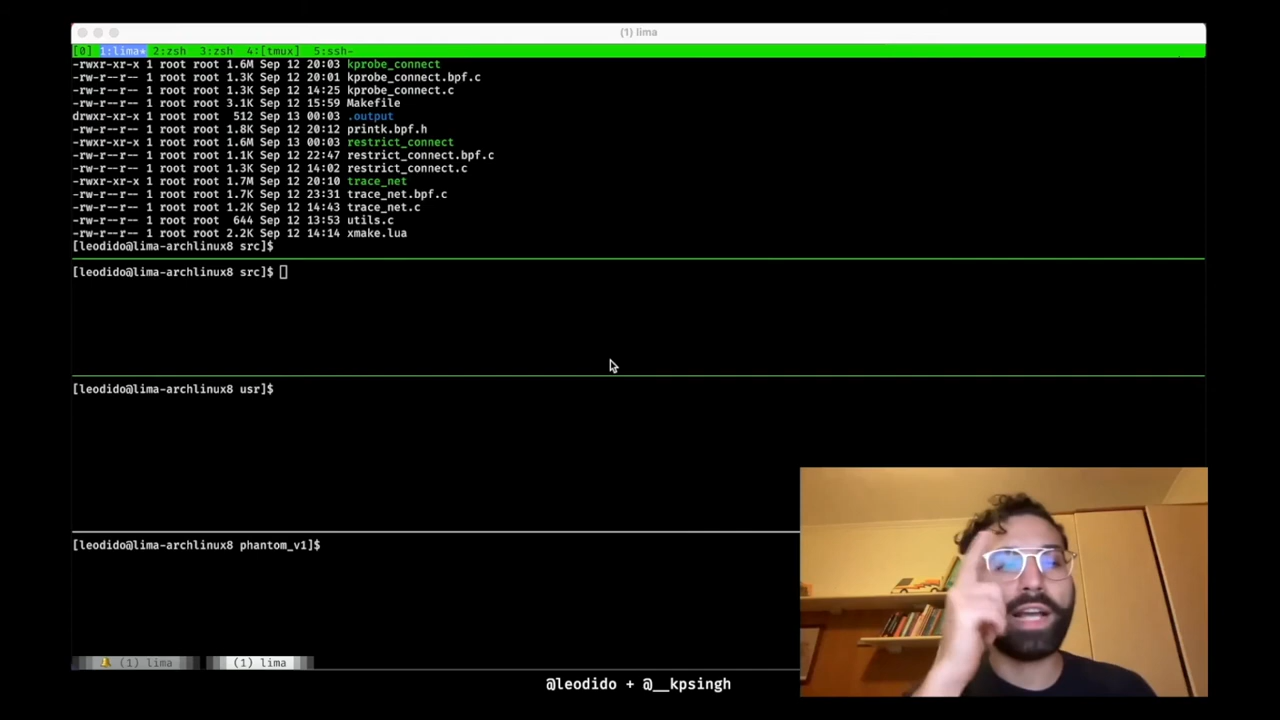 (1) lima
[0] 1:lima* 2:zsh 3:zsh 4:[tmux] 5:ssh-
-rwxr-xr-x 1 root root 1.6M Sep 12 20:03 kprobe_connect
-rw-r--r-- 1 root root 1.3K Sep 12 20:01 kprobe_connect.bpf.c
-rw-r--r-- 1 root root 1.3K Sep 12 14:25 kprobe_connect.c
-rw-r--r-- 1 root root 3.1K Sep 12 15:59 Makefile
drwxr-xr-x 1 root root 512 Sep 13 00:03 .output
-rw-r--r-- 1 root root 1.8K Sep 12 20:12 printk.bpf.h
-rwxr-xr-x 1 root root 1.6M Sep 13 00:03 restrict_connect
-rw-r--r-- 1 root root 1.1K Sep 12 22:47 restrict_connect.bpf.c
-rw-r--r-- 1 root root 1.3K Sep 12 14:02 restrict_connect.c
-rwxr-xr-x 1 root root 1.7M Sep 12 20:10 trace_net
-rw-r--r-- 1 root root 1.7K Sep 12 23:31 trace_net.bpf.c
-rw-r--r-- 1 root root 1.2K Sep 12 14:43 trace_net.c
-rw-r--r-- 1 root root 644 Sep 12 13:53 utils.c
-rw-r--r-- 1 root root 2.2K Sep 12 14:14 xmake.lua
[leodido@lima-archlinux8 src]$
[leodido@lima-archlinux8 src]$
[leodido@lima-archlinux8 usr]$
[leodido@lima-archlinux8 phantom_v1]$
(1) lima (1) lima
@leodido + @__kpsingh